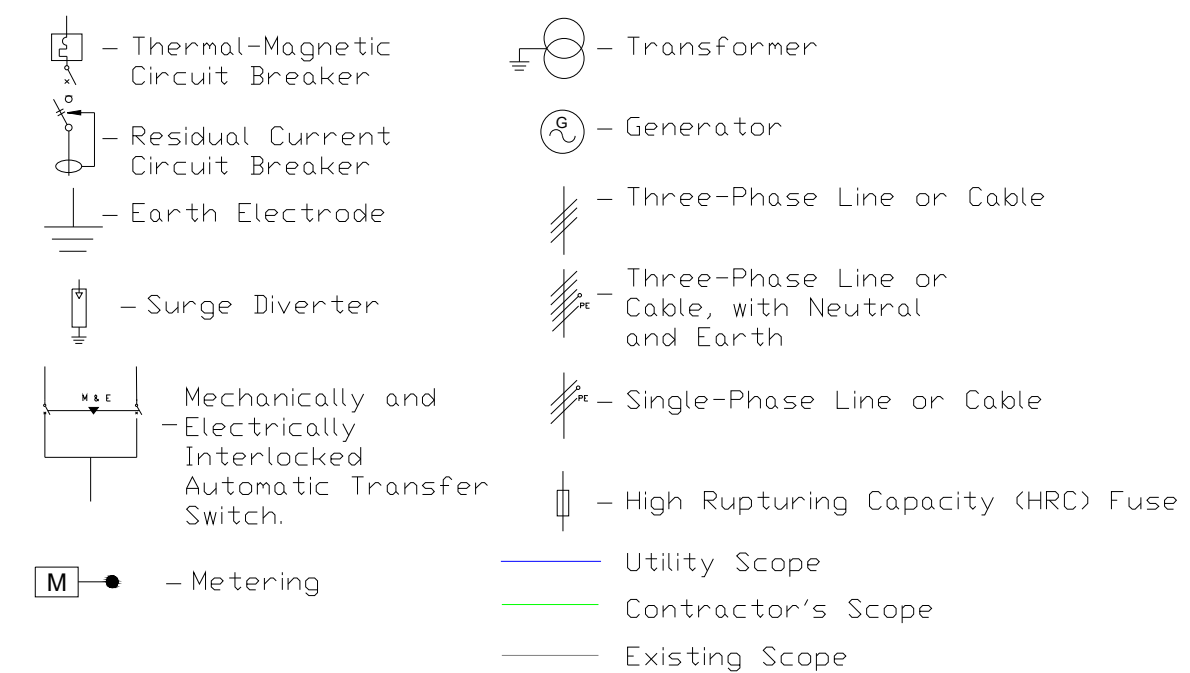 Thermal-Magnetic
Circuit Breaker
Residual Current
Circuit Breaker
Earth Electrode
Surge Diverter
M & E
Mechanically and
Electrically
Interlocked
Automatic Transfer
Switch.
M
Metering
Transformer
G
Generator
Three-Phase Line or Cable
Three-Phase Line or
Cable, with Neutral
and Earth
PE
Single-Phase Line or Cable
PE
High Rupturing Capacity (HRC) Fuse
Utility Scope
Contractor's Scope
Existing Scope